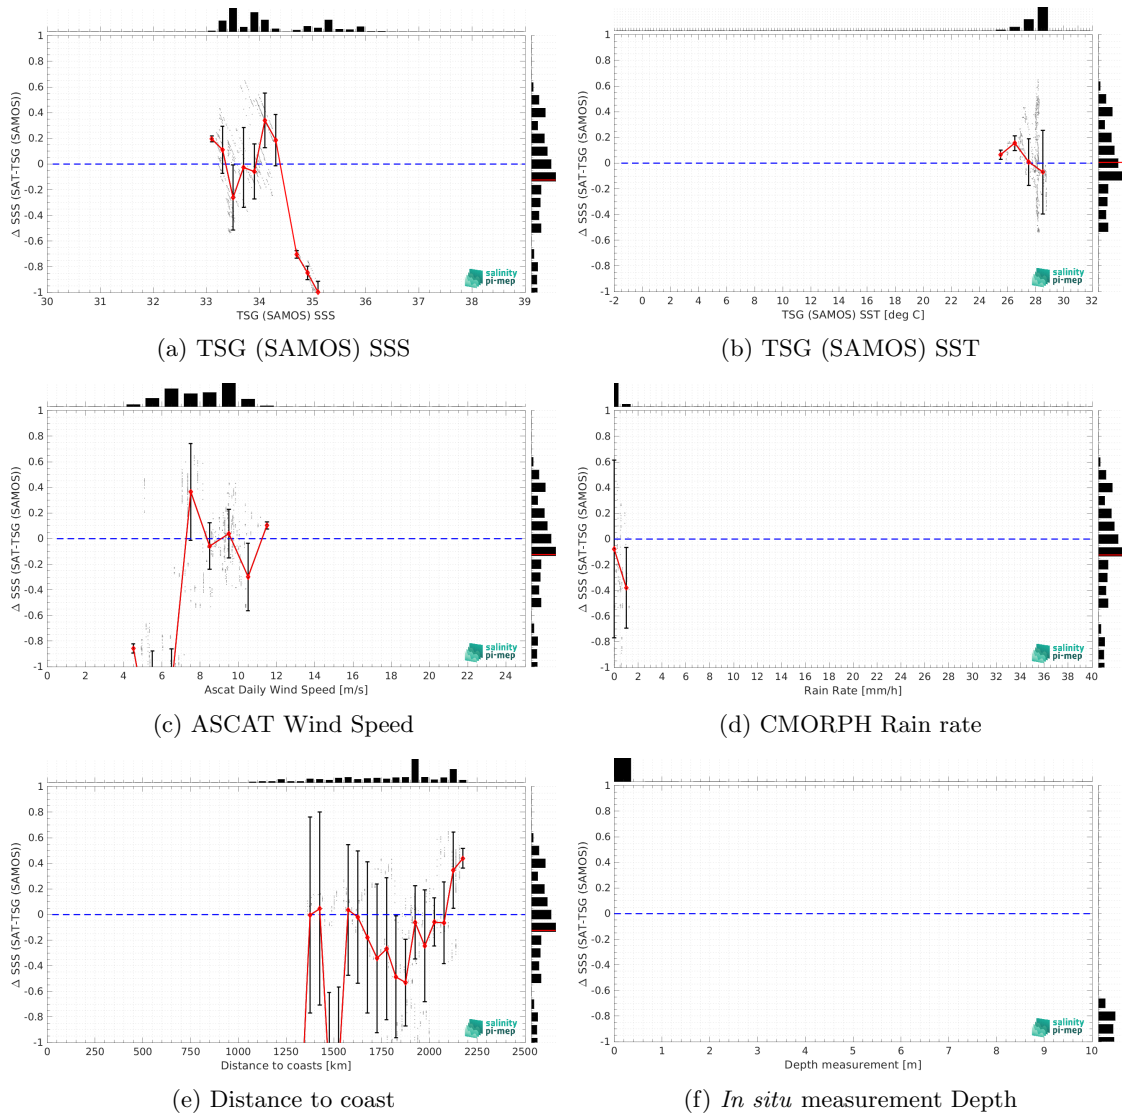 1
0.8
0.6
0.4
0.2
0
-0.2
-0.4
-0.6
-0.8
-1
Δ SSS (SAT-TSG (SAMOS))
30 31 32 33 34 35 36 37 38 39
TSG (SAMOS) SSS
salinity
pi-mep
(a) TSG (SAMOS) SSS
1
0.8
0.6
0.4
0.2
0
-0.2
-0.4
-0.6
-0.8
-1
Δ SSS (SAT-TSG (SAMOS))
-2 0 2 4 6 8 10 12 14 16 18 20 22 24 26 28 30 32
TSG (SAMOS) SST [deg C]
salinity
pi-mep
(b) TSG (SAMOS) SST
1
0.8
0.6
0.4
0.2
0
-0.2
-0.4
-0.6
-0.8
-1
Δ SSS (SAT-TSG (SAMOS))
0 2 4 6 8 10 12 14 16 18 20 22 24
Ascat Daily Wind Speed [m/s]
salinity
pi-mep
(c) ASCAT Wind Speed
1
0.8
0.6
0.4
0.2
0
-0.2
-0.4
-0.6
-0.8
-1
Δ SSS (SAT-TSG (SAMOS))
0 2 4 6 8 10 12 14 16 18 20 22 24 26 28 30 32 34 36 38 40
Rain Rate [mm/h]
salinity
pi-mep
(d) CMORPH Rain rate
1
0.8
0.6
0.4
0.2
0
-0.2
-0.4
-0.6
-0.8
-1
Δ SSS (SAT-TSG (SAMOS))
0 250 500 750 1000 1250 1500 1750 2000 2250 2500
Distance to coasts [km]
salinity
pi-mep
(e) Distance to coast
1
0.8
0.6
0.4
0.2
0
-0.2
-0.4
-0.6
-0.8
-1
Δ SSS (SAT-TSG (SAMOS))
0 1 2 3 4 5 6 7 8 9 10
Depth measurement [m]
salinity
pi-mep
(f) In situ measurement Depth